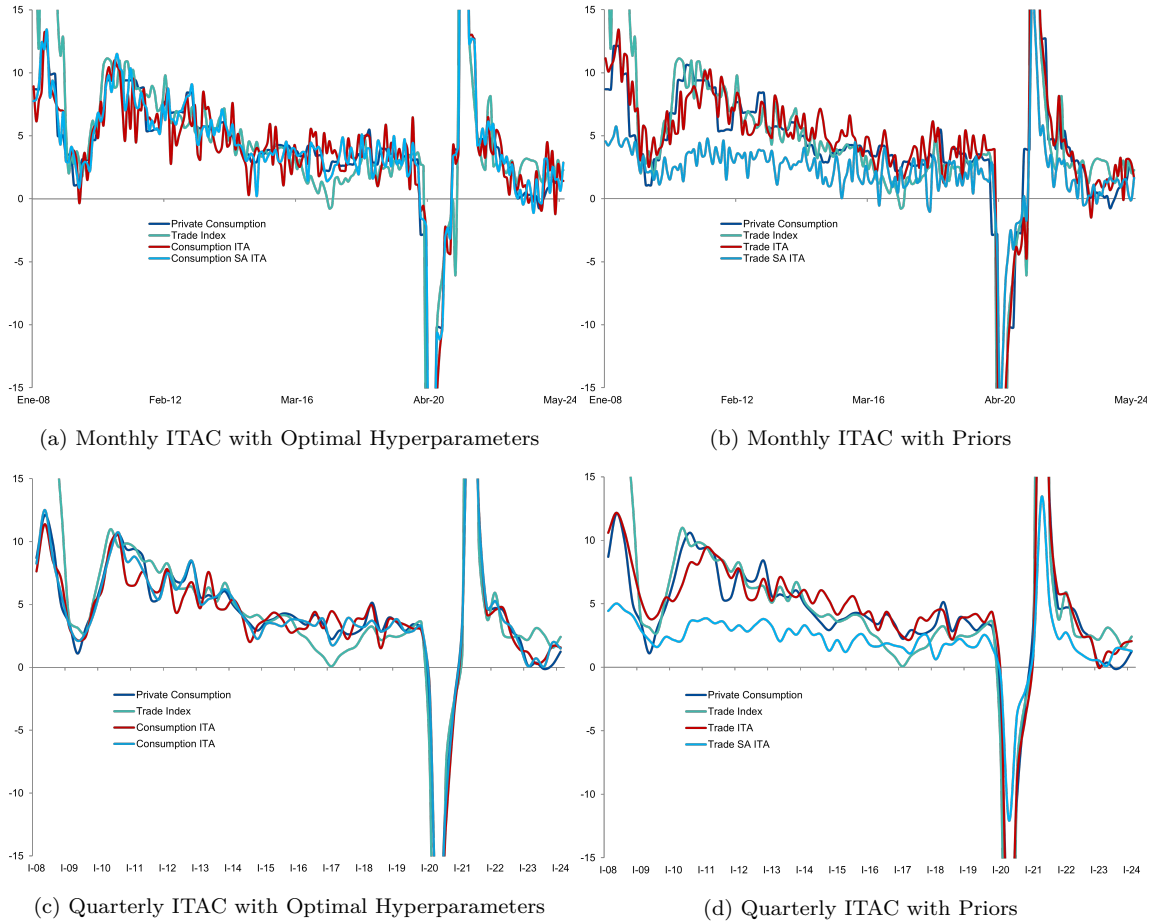 15
10
5
0
-5
-10
-15
Private Consumption
Trade Index
Consumption ITA
Consumption SA ITA
Ene-08 Feb-12 Mar-16 Abr-20 May-24
(a) Monthly ITAC with Optimal Hyperparameters
15
10
5
0
-5
-10
-15
Private Consumption
Trade Index
Trade ITA
Trade SA ITA
Ene-08 Feb-12 Mar-16 Abr-20 May-24
(b) Monthly ITAC with Priors
15
10
5
0
-5
-10
-15
Private Consumption
Trade Index
Consumption ITA
Consumption ITA
I-08 I-09 I-10 I-12 I-13 I-14 I-15 I-16 I-17 I-18 I-19 I-20 I-21 I-22 I-23 I-24
(c) Quarterly ITAC with Optimal Hyperparameters
15
10
5
0
-5
-10
-15
Private Consumption
Trade Index
Trade ITA
Trade SA ITA
I-08 I-09 I-10 I-11 I-12 I-13 I-14 I-15 I-16 I-17 I-18 I-19 I-20 I-21 I-22 I-23 I-24
(d) Quarterly ITAC with Priors